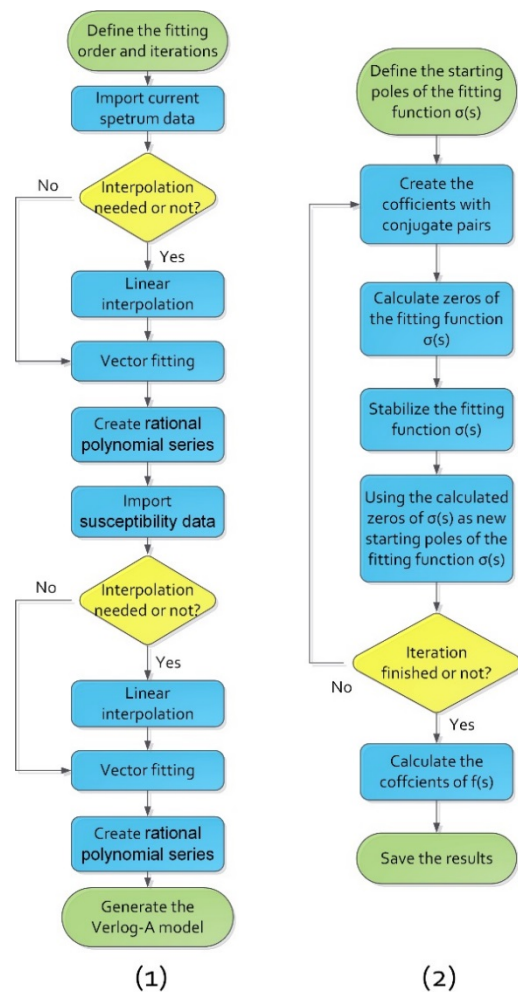 Define the fitting
order and iterations
Import current
spetrum data
Interpolation
needed or not?
No
Yes
Linear
interpolation
Vector fitting
Create rational
polynomial series
Import
susceptibility data
Interpolation
needed or not?
No
Yes
Linear
interpolation
Vector fitting
Create rational
polynomial series
Generate the
Verlog-A model
(1)
Define the starting
poles of the fitting
function σ(s)
Create the
cofficients with
conjugate pairs
Calculate zeros of
the fitting function
σ(s)
Stabilize the fitting
function σ(s)
Using the calculated
zeros of σ(s) as new
starting poles of the
fitting function σ(s)
Iteration
finished or not?
No
Yes
Calculate the
coffcients of f(s)
Save the results
(2)